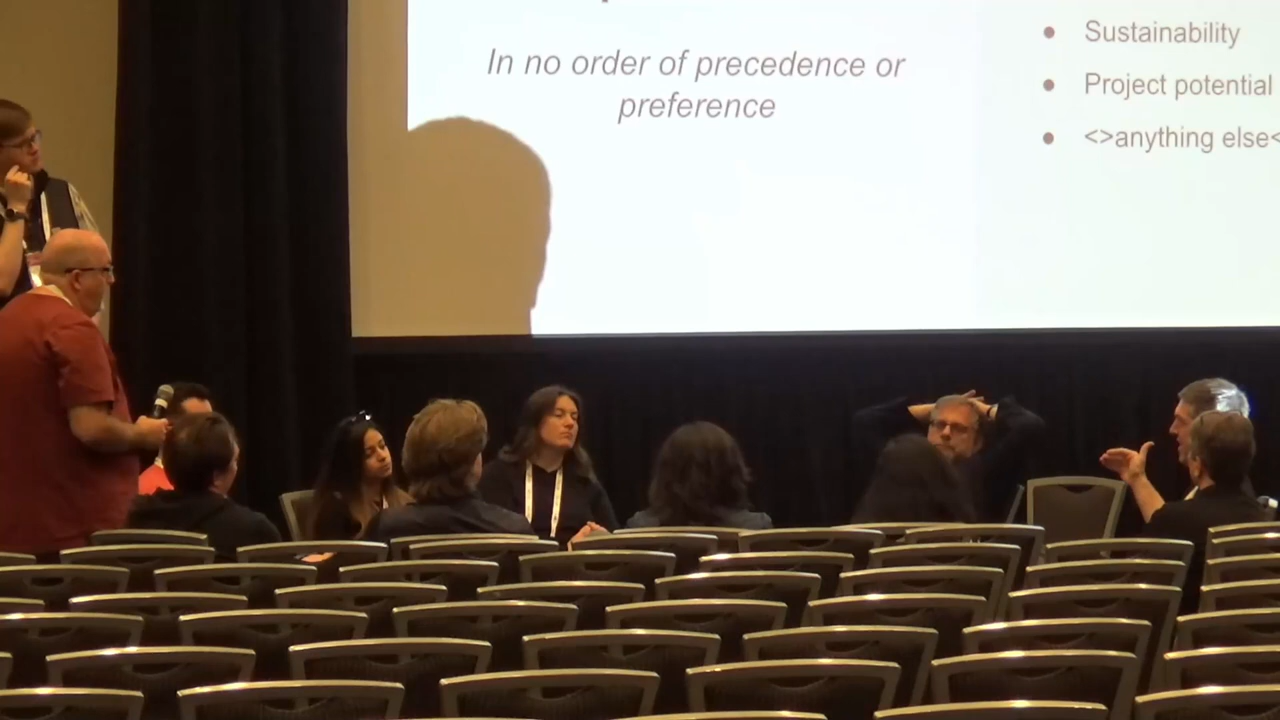 In no order of precedence or
preference
Sustainability
Project potential
<>anything else<